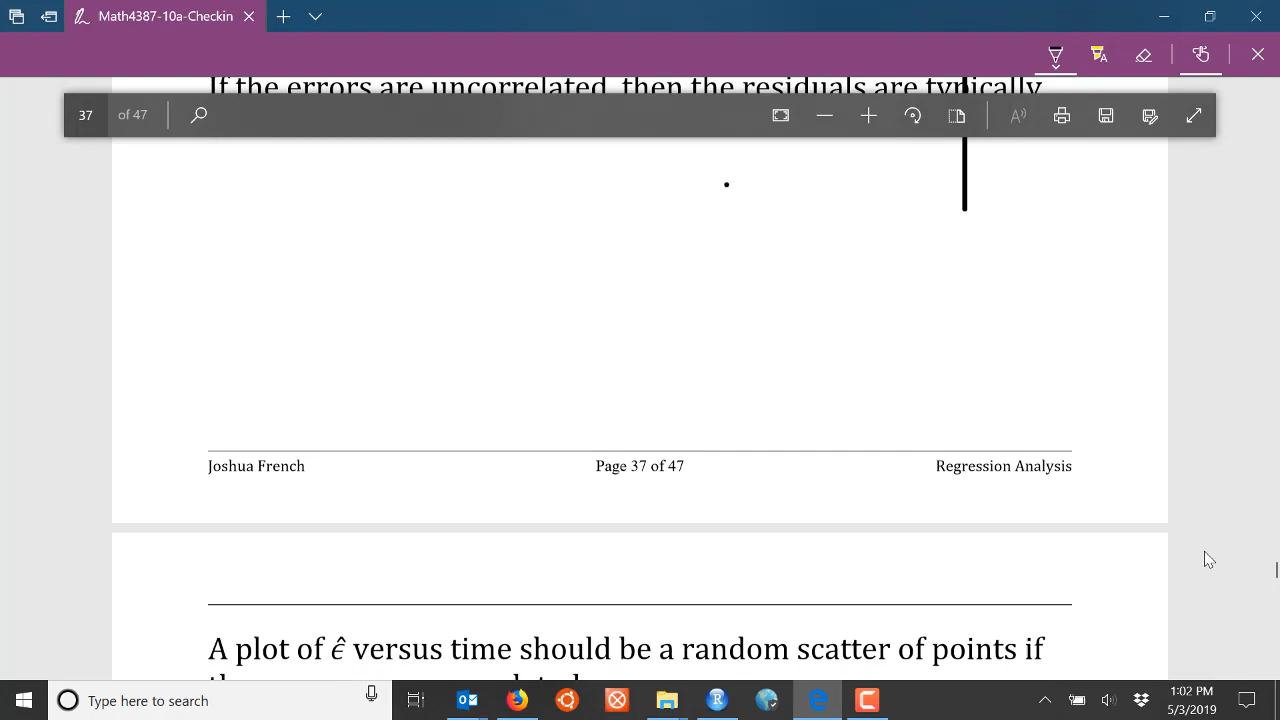 Math4387-10a-Checkin
If the errors are uncorrelated, then the residuals are typically
37 of 47
Joshua French Page 37 of 47 Regression Analysis
A plot of ϵ̂ versus time should be a random scatter of points if
Type here to search
1:02 PM
5/3/2019